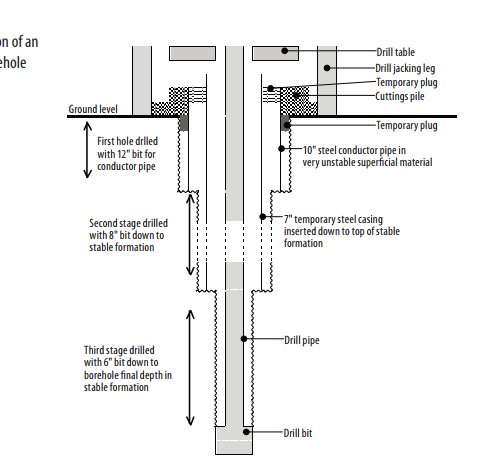 on of an
ehole
Drill table
Drill jacking leg
Temporary plug
Cuttings pile
Ground level
Temporary plug
First hole drlled
with 12" bit for
conductor pipe
10" steel conductor pipe in
very unstable superficial material
Second stage drilled
with 8" bit down to
stable formation
7" temporary steel casing
inserted down to top of stable
formation
Third stage drilled
with 6" bit down to
borehole final depth in
stable formation
Drill pipe
Drill bit